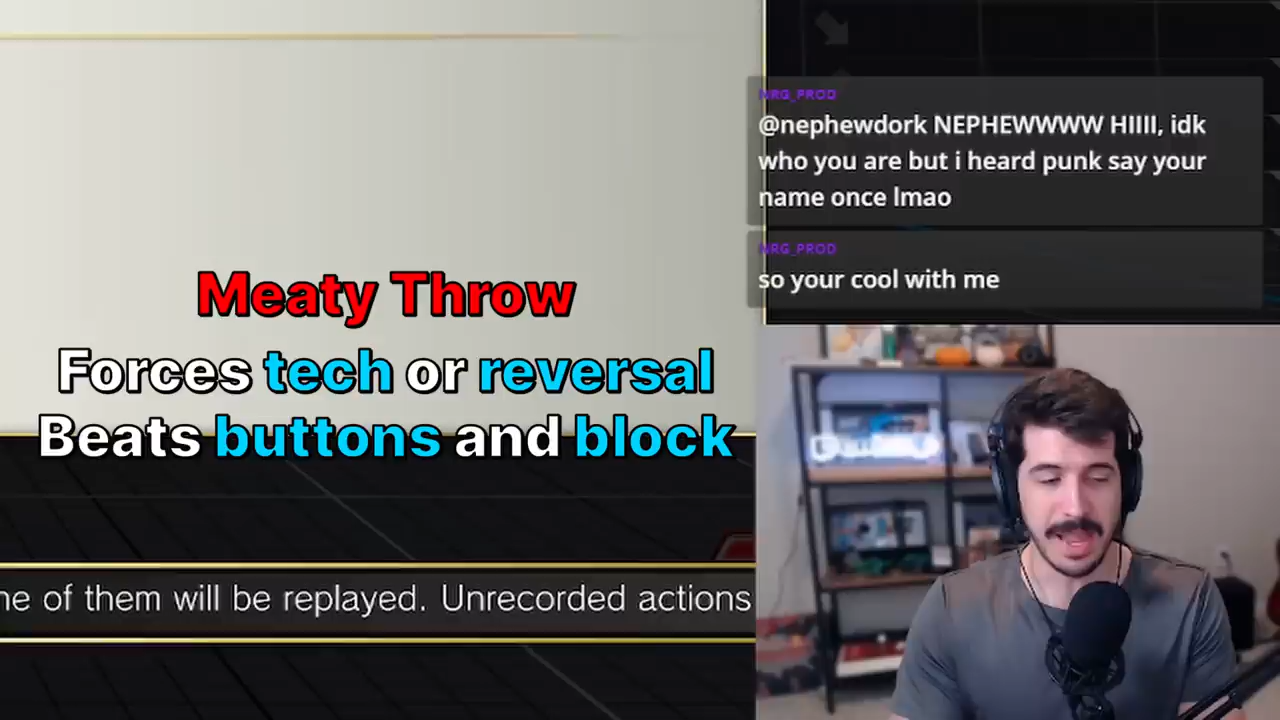 Meaty Throw
Forces tech or reversal
Beats buttons and block
ne of them will be replayed. Unrecorded actions
NRG_PROD
@nephewdork NEPHEWWWW HIIII, idk
who you are but i heard punk say your
name once lmao
NRG_PROD
so your cool with me